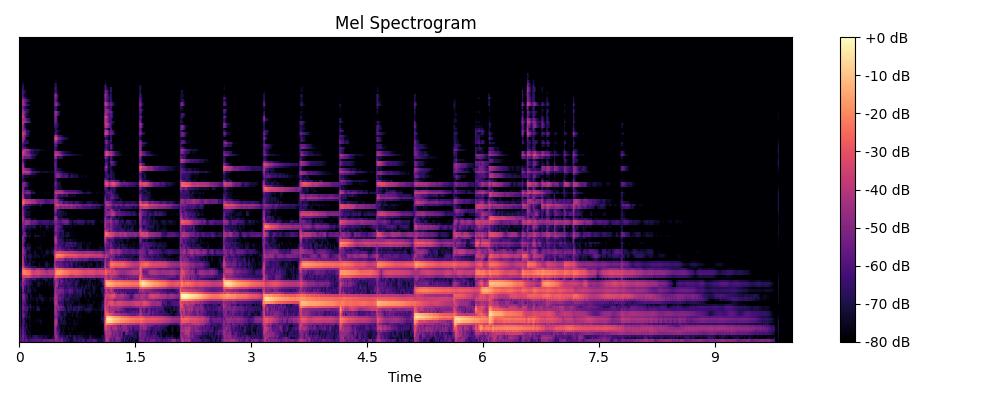 Mel Spectrogram
+0 dB
-10 dB
-20 dB
-30 dB
-40 dB
-50 dB
-60 dB
-70 dB
-80 dB
0 1.5 3 4.5 6 7.5 9
Time